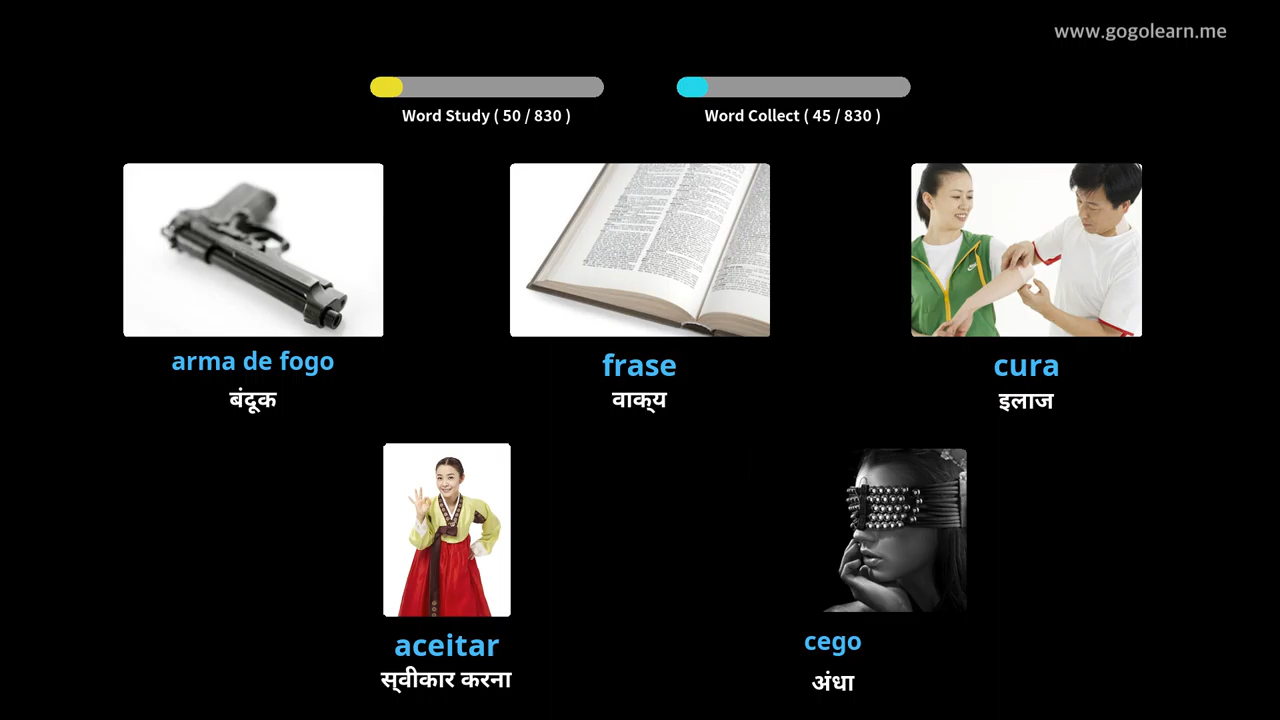 www.gogolearn.me
Word Study ( 50 / 830 )
Word Collect ( 45 / 830 )
arma de fogo
बंदूक
frase
वाक्य
cura
इलाज
aceitar
स्वीकार करना
cego
अंधा